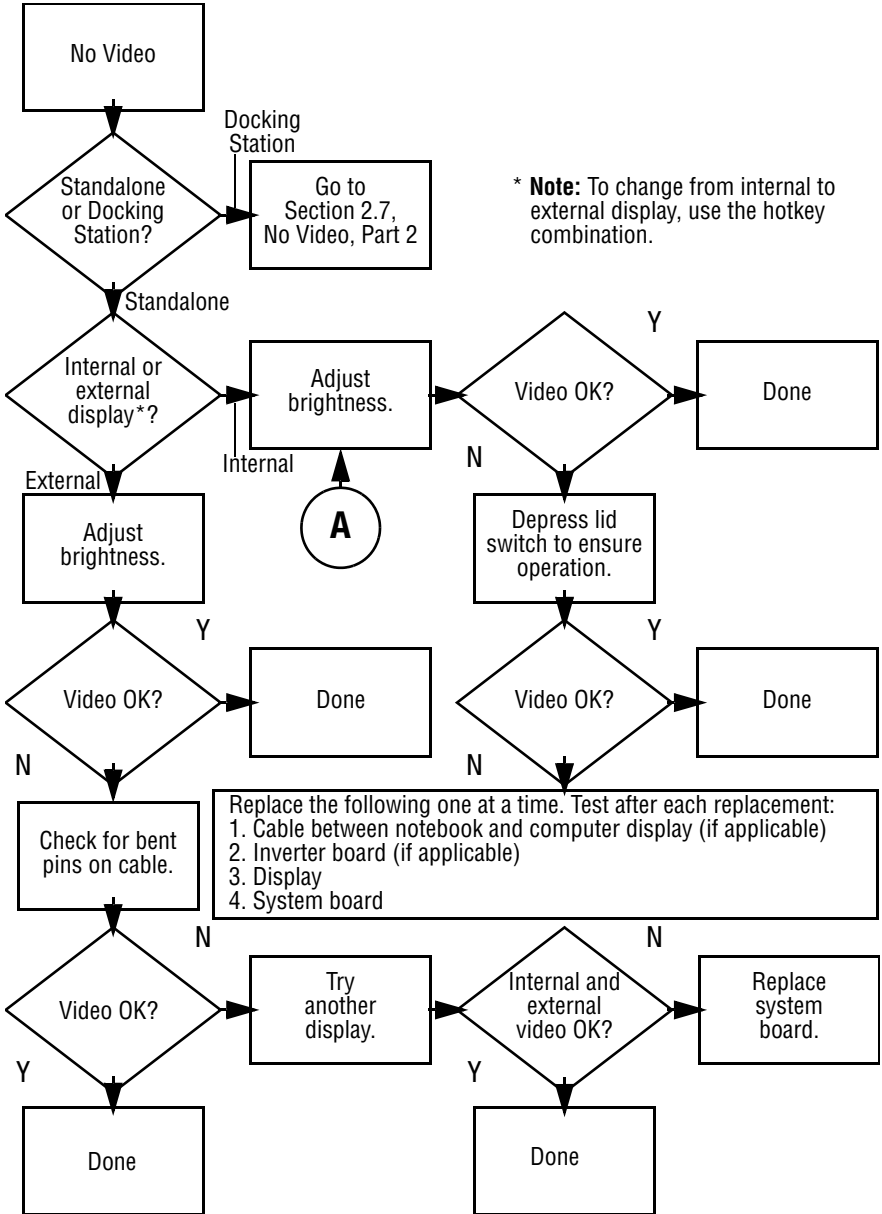 No Video
Docking
Station
Standalone
or Docking
Station?
Go to
Section 2.7,
No Video, Part 2
* Note: To change from internal to
external display, use the hotkey
combination.
Standalone
Internal or
external
display*?
Internal
External
Adjust
brightness.
A
Video OK?
Y
Done
N
Depress lid
switch to ensure
operation.
Adjust
brightness.
Video OK?
Y
Done
N
Video OK?
Y
Done
N
Check for bent
pins on cable.
Replace the following one at a time. Test after each replacement:
1. Cable between notebook and computer display (if applicable)
2. Inverter board (if applicable)
3. Display
4. System board
Video OK?
N
Try
another
display.
Internal and
external
video OK?
N
Replace
system
board.
Y
Done
Y
Done